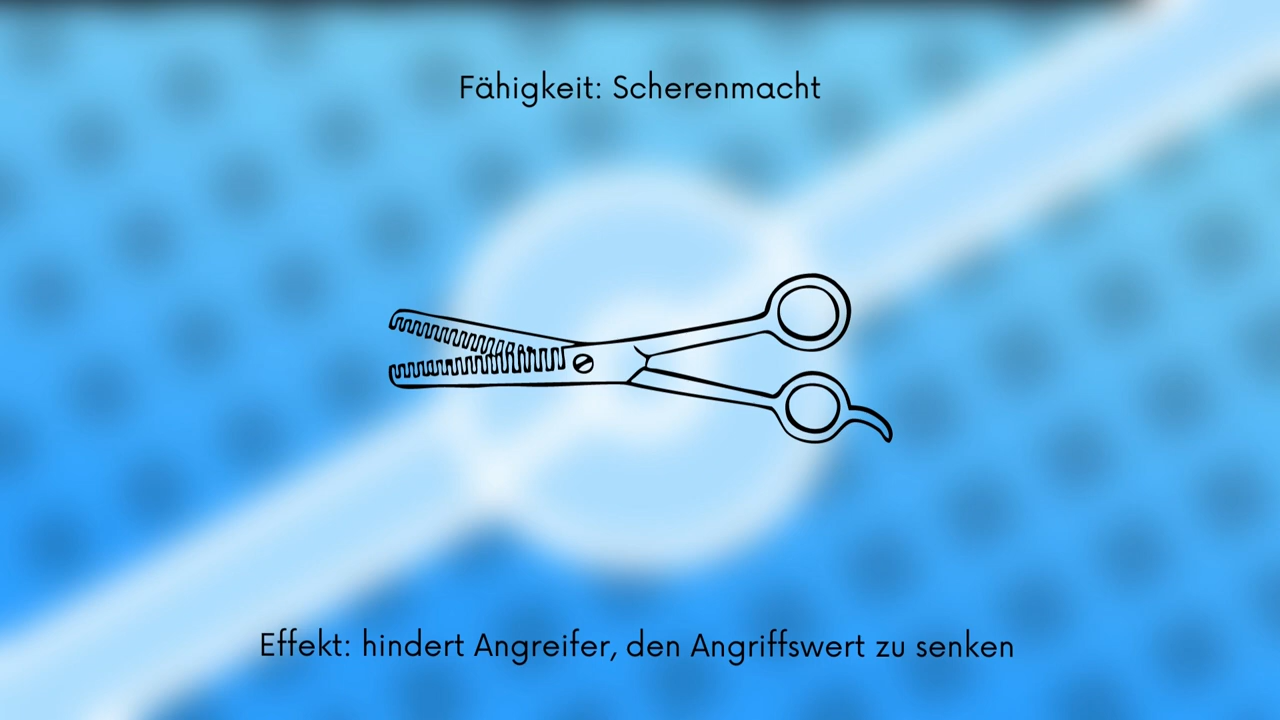 Fähigkeit: Scherenmacht
Effekt: hindert Angreifer, den Angriffswert zu senken